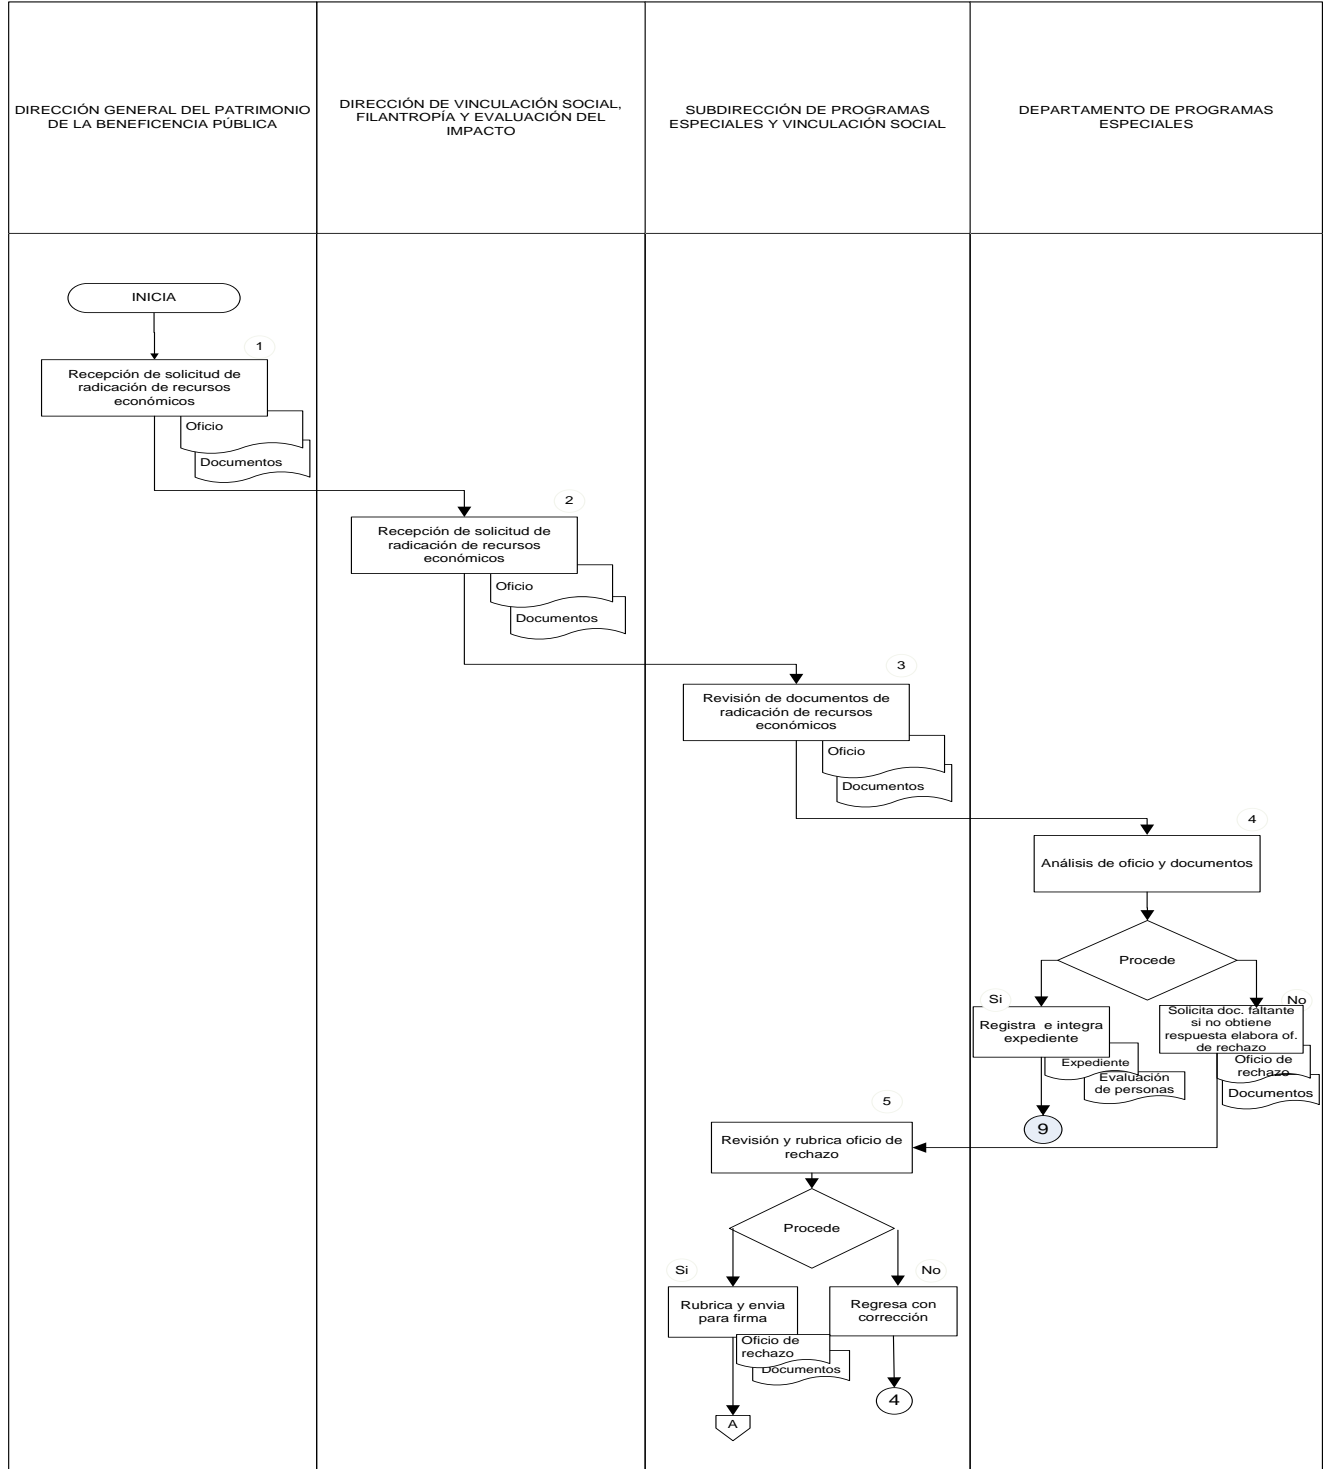 DIRECCIÓN GENERAL DEL PATRIMONIO
DE LA BENEFICENCIA PÚBLICA
DIRECCIÓN DE VINCULACIÓN SOCIAL,
FILANTROPÍA Y EVALUACIÓN DEL
IMPACTO
SUBDIRECCIÓN DE PROGRAMAS
ESPECIALES Y VINCULACIÓN SOCIAL
DEPARTAMENTO DE PROGRAMAS
ESPECIALES
INICIA
1
Recepción de solicitud de
radicación de recursos
económicos
Oficio
Documentos
2
Recepción de solicitud de
radicación de recursos
económicos
Oficio
Documentos
3
Revisión de documentos de
radicación de recursos
económicos
Oficio
Documentos
4
Análisis de oficio y documentos
Procede
Si
Registra e integra
expediente
Expediente
Evaluación
de personas
9
No
Solicita doc. faltante
si no obtiene
respuesta elabora of.
de rechazo
Oficio de
rechazo
Documentos
5
Revisión y rubrica oficio de
rechazo
Procede
Si
Rubrica y envia
para firma
Oficio de
rechazo
Documentos
A
No
Regresa con
corrección
4